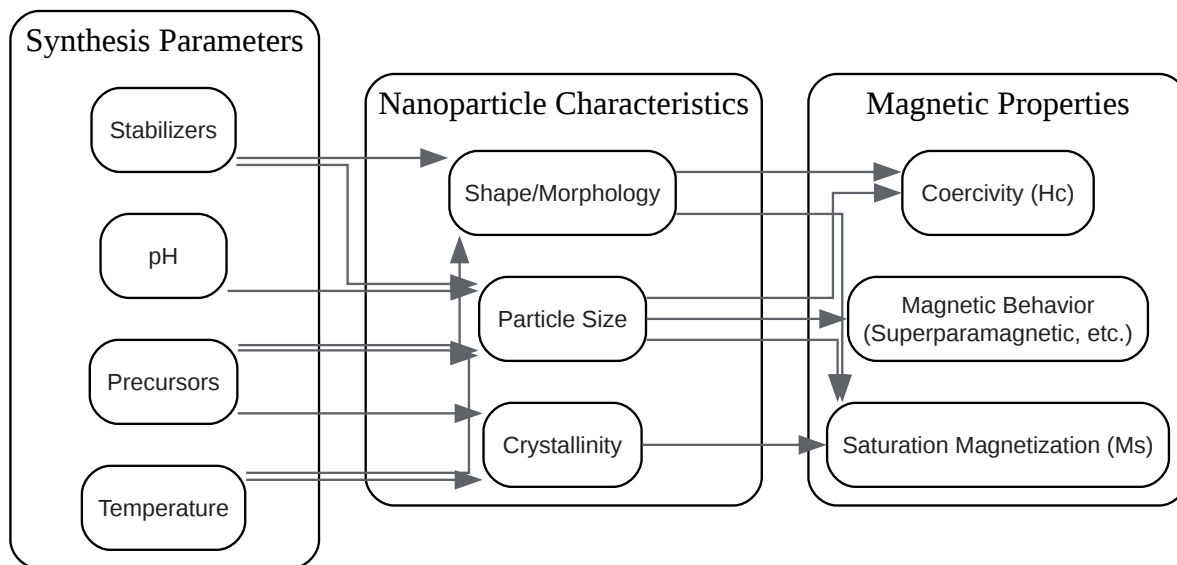 Synthesis Parameters
Stabilizers
pH
Precursors
Temperature
Nanoparticle Characteristics
Shape/Morphology
Particle Size
Crystallinity
Magnetic Properties
Coercivity (Hc)
Magnetic Behavior
(Superparamagnetic, etc.)
Saturation Magnetization (Ms)